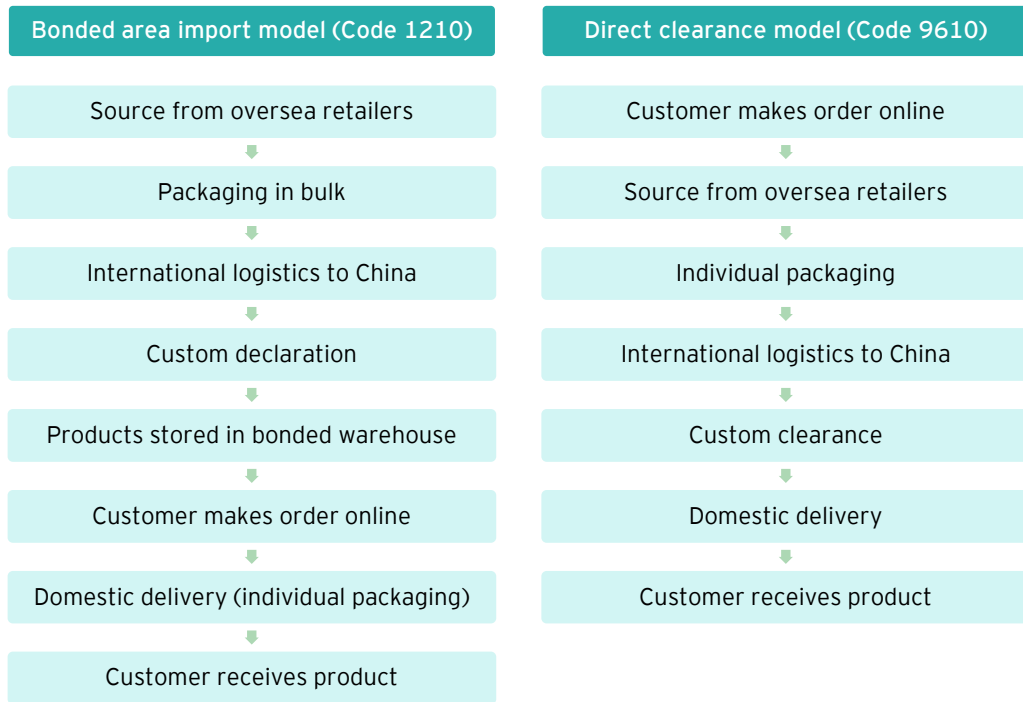 Bonded area import model (Code 1210)
Source from oversea retailers
Packaging in bulk
International logistics to China
Custom declaration
Products stored in bonded warehouse
Customer makes order online
Domestic delivery (individual packaging)
Customer receives product
Direct clearance model (Code 9610)
Customer makes order online
Source from oversea retailers
Individual packaging
International logistics to China
Custom clearance
Domestic delivery
Customer receives product